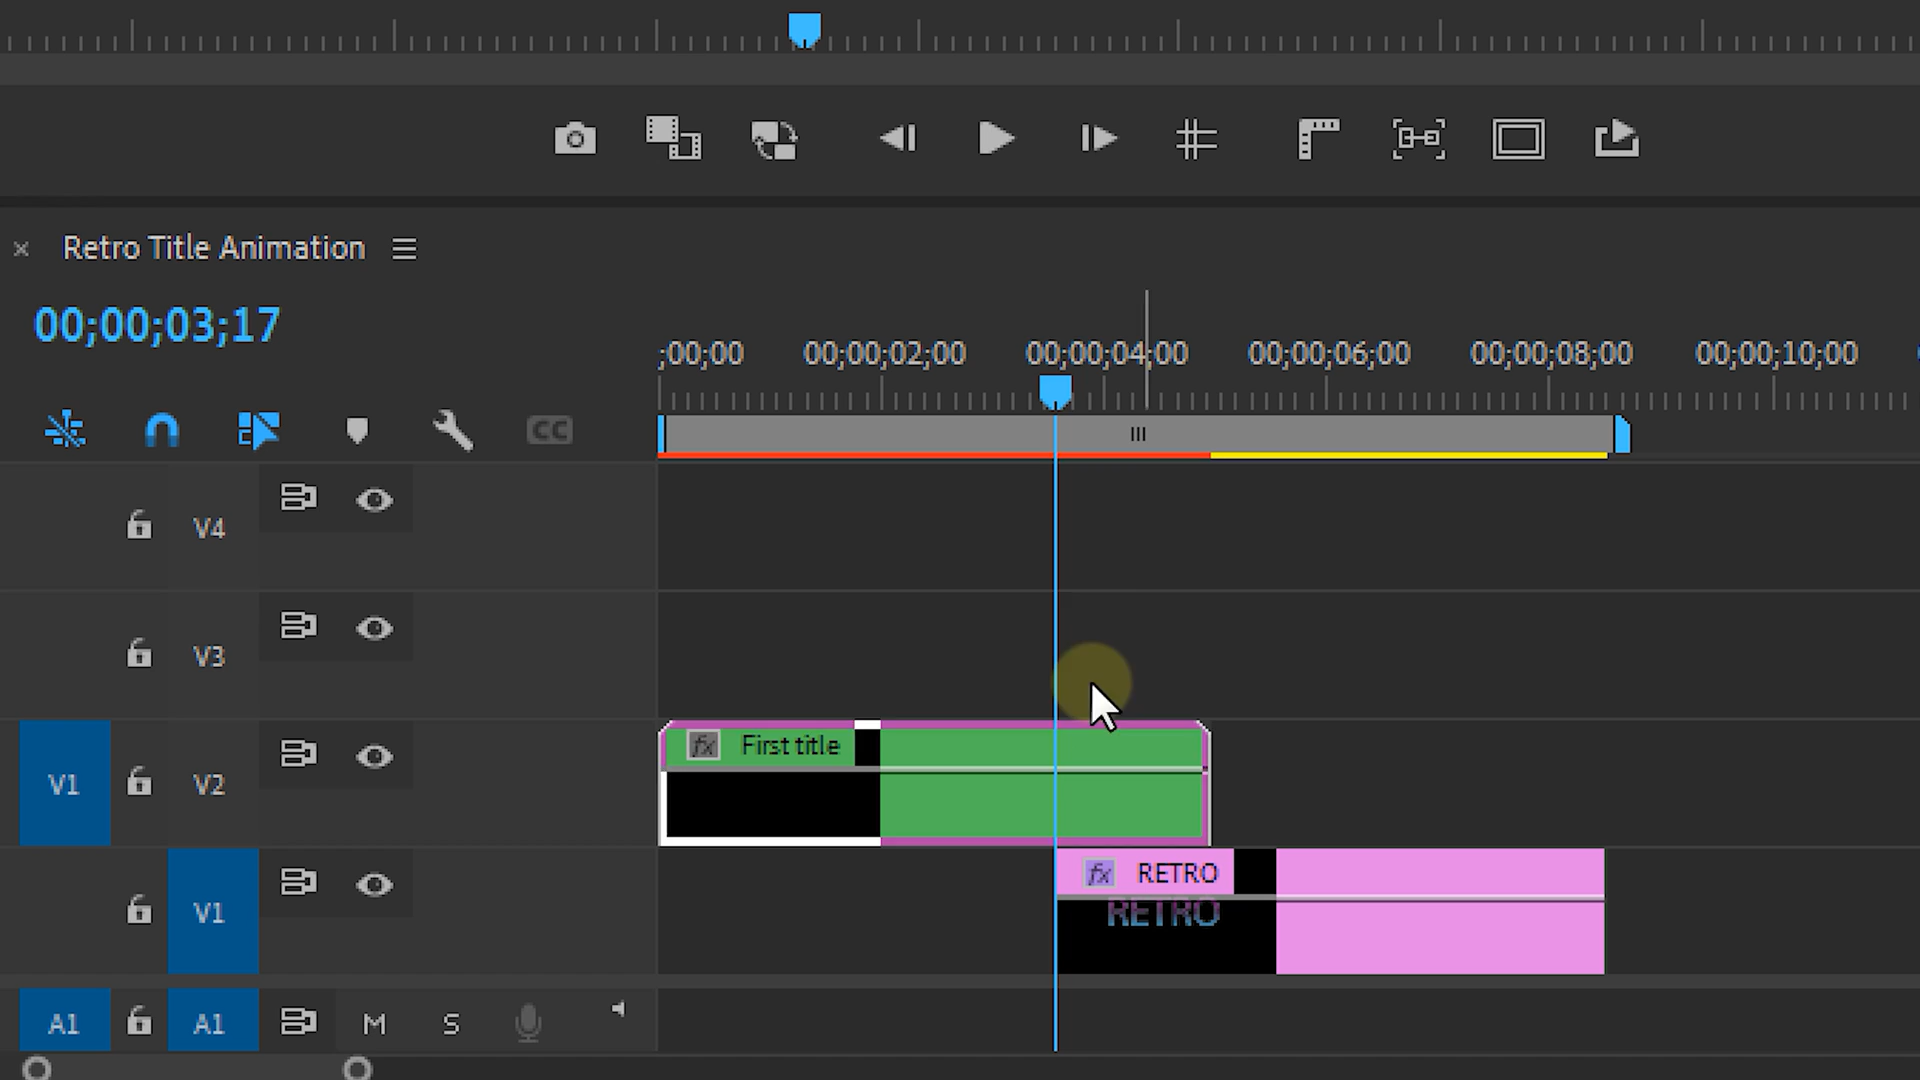 Retro Title Animation
00;00;03;17
;00;00 00;00;02;00 00;00;04;00 00;00;06;00 00;00;08;00 00;00;10;00
CC
V4
V3
V1 V2 fx First title
V1 fx RETRO
RETRO
A1 A1 M S